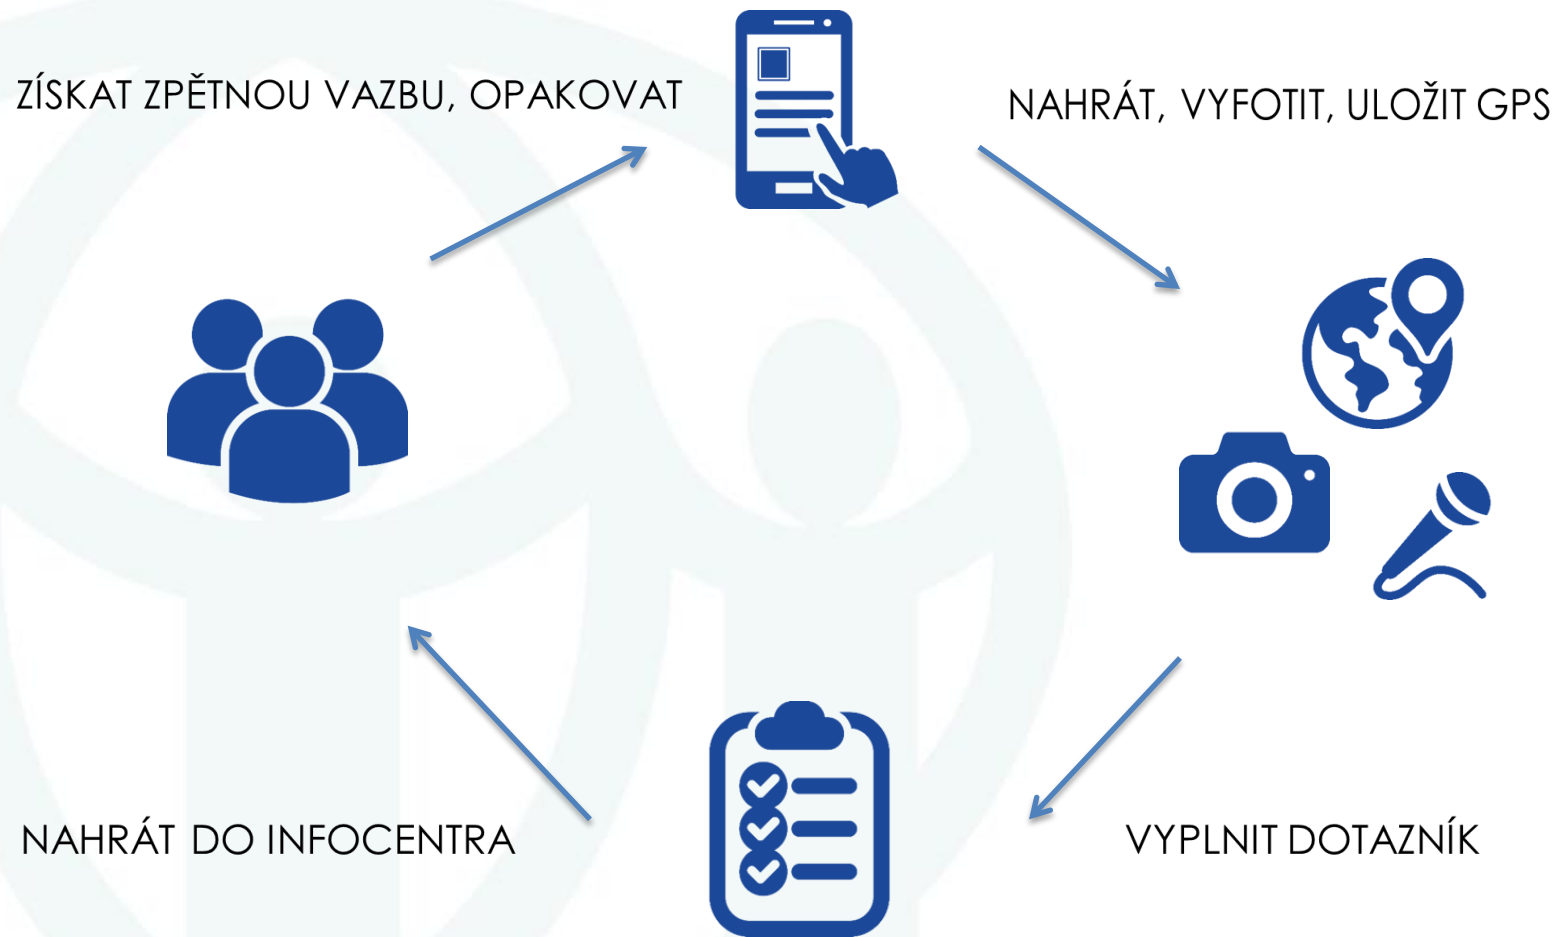 ZÍSKAT ZPĚTNOU VAZBU, OPAKOVAT
NAHRÁT, VYFOTIT, ULOŽIT GPS
NAHRÁT DO INFOCENTRA
VYPLNIT DOTAZNÍK